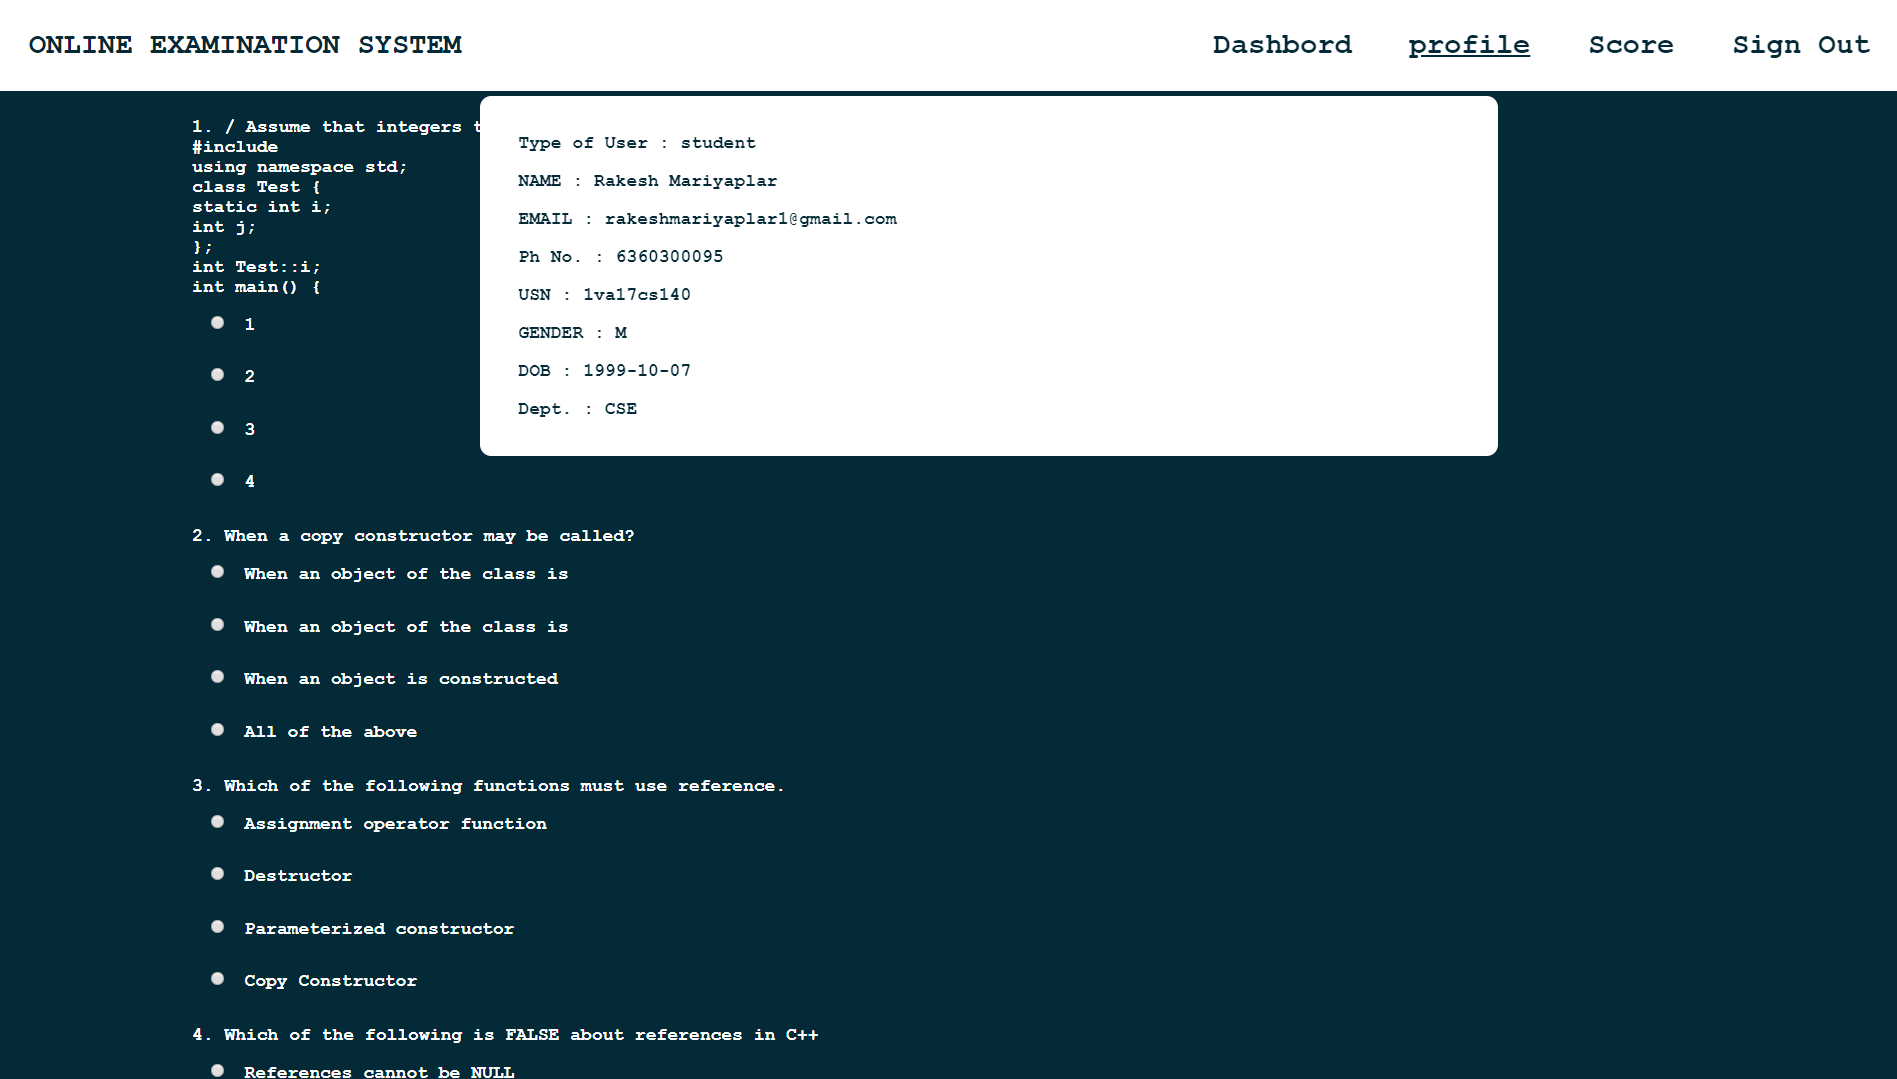 ONLINE EXAMINATION SYSTEM
Dashbord profile Score Sign Out
1. / Assume that integers t
#include
using namespace std;
class Test {
static int i;
int j;
};
int Test::i;
int main() {
1
2
3
4
Type of User : student
NAME : Rakesh Mariyaplar
EMAIL : rakeshmariyaplar1@gmail.com
Ph No. : 6360300095
USN : 1va17cs140
GENDER : M
DOB : 1999-10-07
Dept. : CSE
2. When a copy constructor may be called?
When an object of the class is
When an object of the class is
When an object is constructed
All of the above
3. Which of the following functions must use reference.
Assignment operator function
Destructor
Parameterized constructor
Copy Constructor
4. Which of the following is FALSE about references in C++
References cannot be NULL